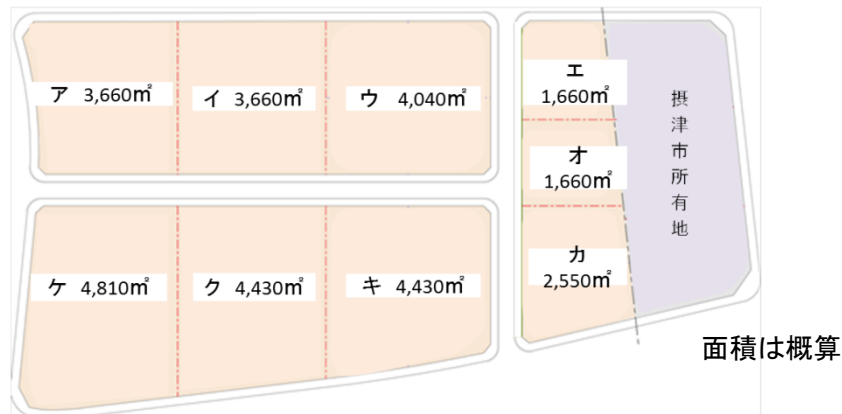 ア 3,660㎡
イ 3,660㎡
ウ 4,040㎡
エ
1,660㎡
オ
1,660㎡
カ
2,550㎡
摂津市所有地
ケ 4,810㎡
ク 4,430㎡
キ 4,430㎡
面積は概算